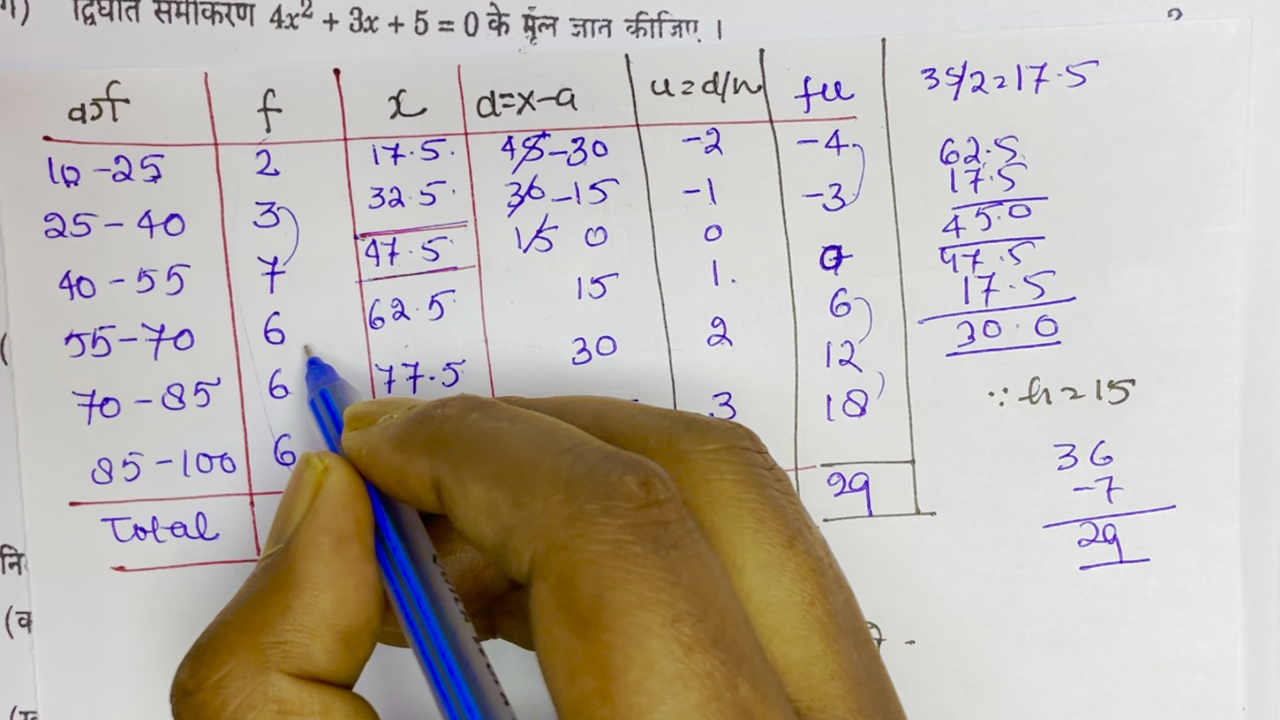 ग) द्विघात समीकरण 4x² + 3x + 5 = 0 के मूल ज्ञात कीजिए । 2
वर्ग f x d=x-a u=d/h fu
10-25 2 17.5 45-30 -2 -4
25-40 3 32.5 30-15 -1 -3
40-55 7 47.5 15 0 0 0
55-70 6 62.5 15 1. 6
70-85 6 77.5 30 2 12
85-100 6 3 18
Total 29
35/2=17.5
62.5
17.5
45.0
47.5
17.5
30.0
∵ h=15
36
-7
29
(व